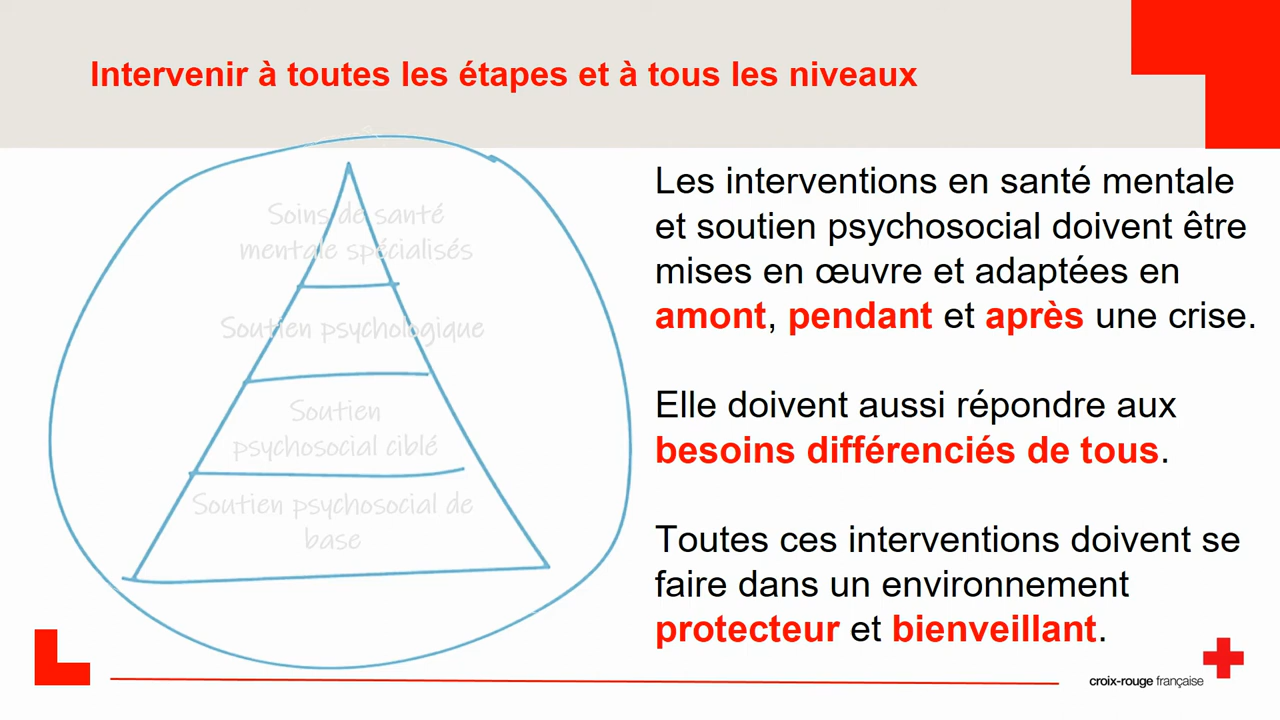 Intervenir à toutes les étapes et à tous les niveaux
Soins de santé
mentale spécialisés
Soutien psychologique
Soutien
psychosocial ciblé
Soutien psychosocial de
base
Les interventions en santé mentale
et soutien psychosocial doivent être
mises en œuvre et adaptées en
amont, pendant et après une crise.
Elle doivent aussi répondre aux
besoins différenciés de tous.
Toutes ces interventions doivent se
faire dans un environnement
protecteur et bienveillant.
croix-rouge française